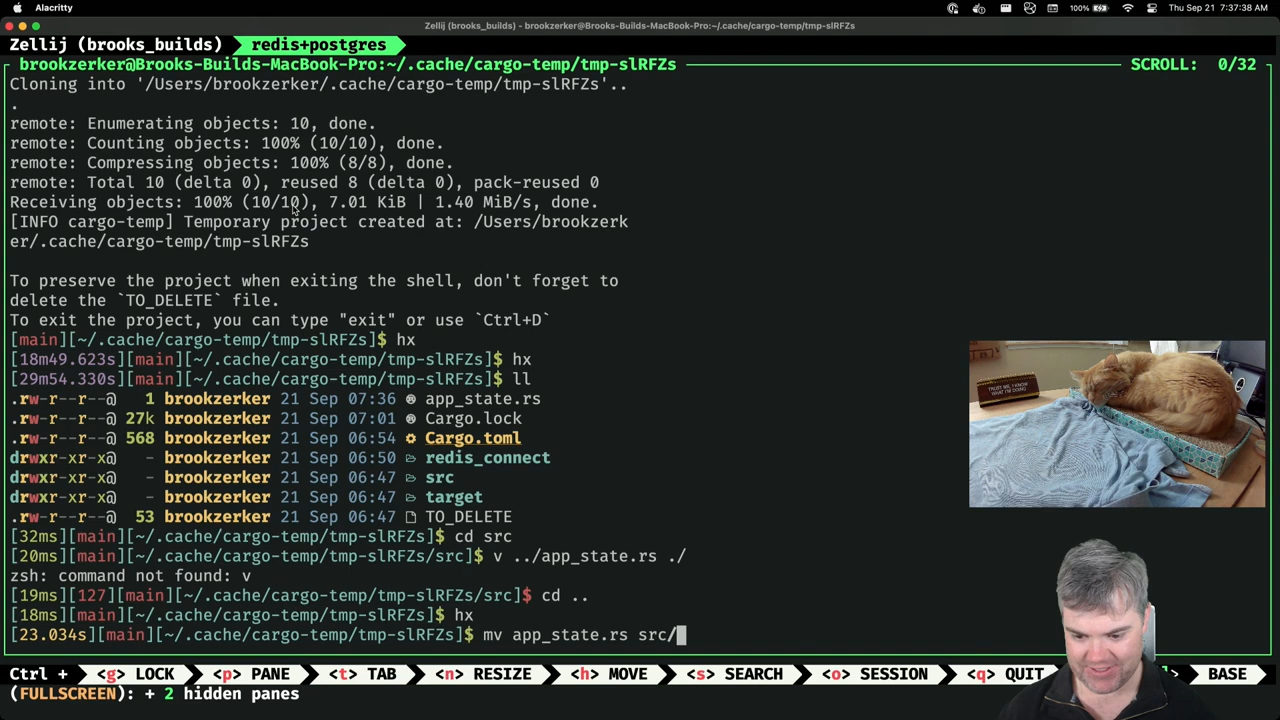 Alacritty
100%
Thu Sep 21 7:37:38 AM
Zellij (brooks_builds) - brookzerker@Brooks-Builds-MacBook-Pro:~/.cache/cargo-temp/tmp-slRFZs
Zellij (brooks_builds) redis+postgres
brookzerker@Brooks-Builds-MacBook-Pro:~/.cache/cargo-temp/tmp-slRFZs SCROLL: 0/32
Cloning into '/Users/brookzerker/.cache/cargo-temp/tmp-slRFZs'..
.
remote: Enumerating objects: 10, done.
remote: Counting objects: 100% (10/10), done.
remote: Compressing objects: 100% (8/8), done.
remote: Total 10 (delta 0), reused 8 (delta 0), pack-reused 0
Receiving objects: 100% (10/10), 7.01 KiB | 1.40 MiB/s, done.
[INFO cargo-temp] Temporary project created at: /Users/brookzerk
er/.cache/cargo-temp/tmp-slRFZs
To preserve the project when exiting the shell, don't forget to
delete the `TO_DELETE` file.
To exit the project, you can type "exit" or use `Ctrl+D`
[main][~/.cache/cargo-temp/tmp-slRFZs]$ hx
[18m49.623s][main][~/.cache/cargo-temp/tmp-slRFZs]$ hx
[29m54.330s][main][~/.cache/cargo-temp/tmp-slRFZs]$ ll
.rw-r--r--@ 1 brookzerker 21 Sep 07:36 app_state.rs
.rw-r--r--@ 27k brookzerker 21 Sep 07:01 Cargo.lock
.rw-r--r--@ 568 brookzerker 21 Sep 06:54 Cargo.toml
drwxr-xr-x@ - brookzerker 21 Sep 06:50 redis_connect
drwxr-xr-x@ - brookzerker 21 Sep 06:47 src
drwxr-xr-x@ - brookzerker 21 Sep 06:47 target
.rw-r--r--@ 53 brookzerker 21 Sep 06:47 TO_DELETE
[32ms][main][~/.cache/cargo-temp/tmp-slRFZs]$ cd src
[20ms][main][~/.cache/cargo-temp/tmp-slRFZs/src]$ v ../app_state.rs ./
zsh: command not found: v
[19ms][127][main][~/.cache/cargo-temp/tmp-slRFZs/src]$ cd ..
[18ms][main][~/.cache/cargo-temp/tmp-slRFZs]$ hx
[23.034s][main][~/.cache/cargo-temp/tmp-slRFZs]$ mv app_state.rs src/
TRUST ME, I KNOW
WHAT I'M DOING
Ctrl + <g> LOCK <p> PANE <t> TAB <n> RESIZE <h> MOVE <s> SEARCH <o> SESSION <q> QUIT BASE
(FULLSCREEN): + 2 hidden panes